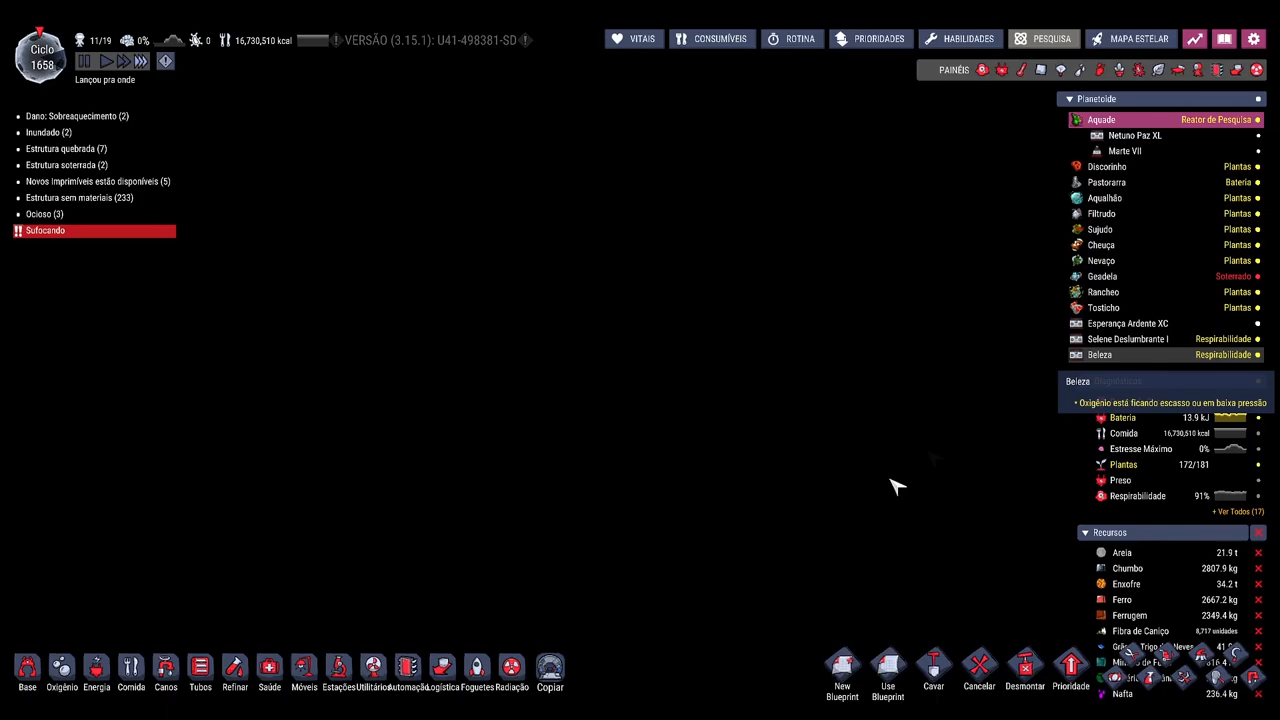 Ciclo
1658
11/19
0%
0
16,730,510 kcal
VERSÃO (3.15.1): U41-498381-SD
Lançou pra onde
VITAIS
CONSUMÍVEIS
ROTINA
PRIORIDADES
HABILIDADES
PESQUISA
MAPA ESTELAR
PAINÉIS
Dano: Sobreaquecimento (2)
Inundado (2)
Estrutura quebrada (7)
Estrutura soterrada (2)
Novos Imprimíveis estão disponíveis (5)
Estrutura sem materiais (233)
Ocioso (3)
!! Sufocando
Planetoide
Aquade Reator de Pesquisa
Netuno Paz XL
Marte VII
Discorinho Plantas
Pastorarra Bateria
Aqualhão Plantas
Filtrudo Plantas
Sujudo Plantas
Cheuça Plantas
Nevaço Plantas
Geadela Soterrado
Rancheo Plantas
Tosticho Plantas
Esperança Ardente XC
Selene Deslumbrante I Respirabilidade
Beleza Respirabilidade
Beleza Diagnósticos
• Oxigênio está ficando escasso ou em baixa pressão
Bateria 13.9 kJ
Comida 16,730,510 kcal
Estresse Máximo 0%
Plantas 172/181
Preso
Respirabilidade 91%
+ Ver Todos (17)
Recursos
Areia 21.9 t
Chumbo 2807.9 kg
Enxofre 34.2 t
Ferro 2667.2 kg
Ferrugem 2349.4 kg
Fibra de Caniço 8,717 unidades
Nafta 236.4 kg
Base
Oxigênio
Energia
Comida
Canos
Tubos
Refinar
Saúde
Móveis
Estações
Utilitários
Automação
Logística
Foguetes
Radiação
Copiar
New
Blueprint
Use
Blueprint
Cavar
Cancelar
Desmontar
Prioridade